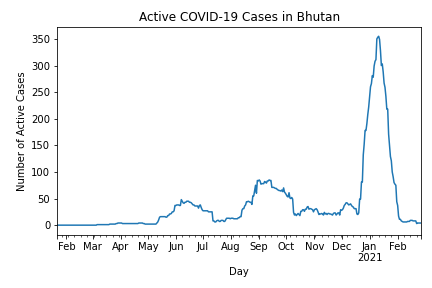 Active COVID-19 Cases in Bhutan
Number of Active Cases
350
300
250
200
150
100
50
0
Feb Mar Apr May Jun Jul Aug Sep Oct Nov Dec Jan Feb
2021
Day